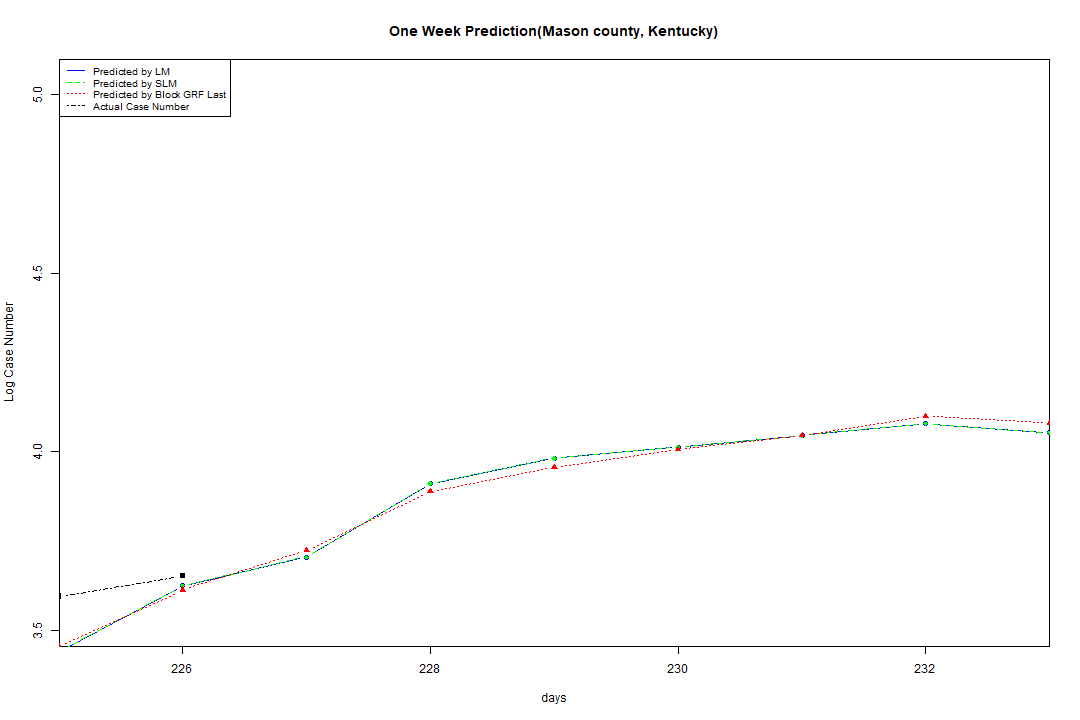 One Week Prediction(Mason county, Kentucky)
Predicted by LM
Predicted by SLM
Predicted by Block GRF Last
Actual Case Number
5.0
4.5
4.0
3.5
Log Case Number
226 228 230 232
days